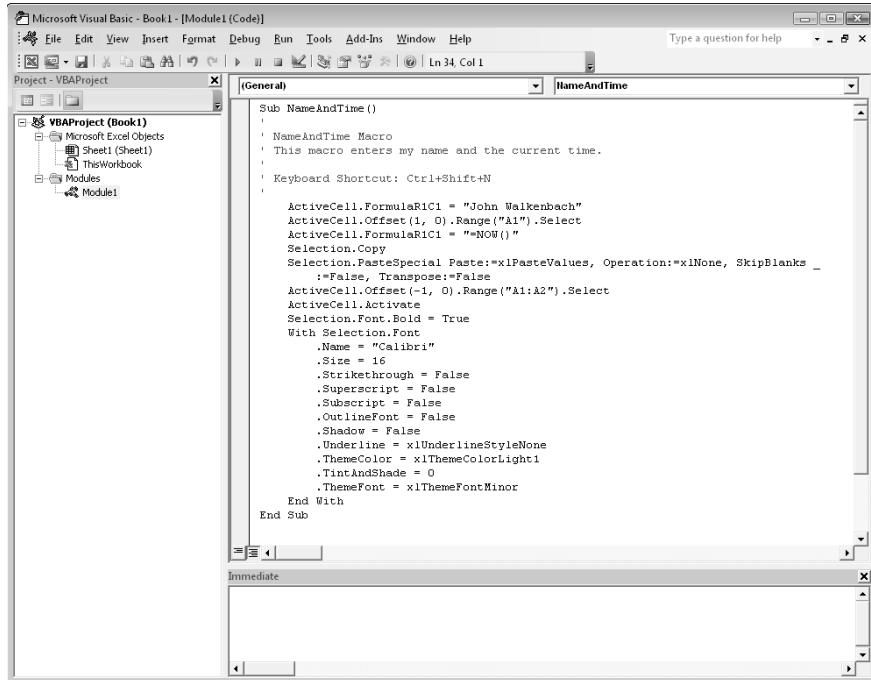 Microsoft Visual Basic - Book1 - [Module1 (Code)]
File Edit View Insert Format Debug Run Tools Add-Ins Window Help
Type a question for help
Ln 34, Col 1
Project - VBAProject
VBAProject (Book1)
Microsoft Excel Objects
Sheet1 (Sheet1)
ThisWorkbook
Modules
Module1
(General)
NameAndTime
Sub NameAndTime()
'
' NameAndTime Macro
' This macro enters my name and the current time.
'
' Keyboard Shortcut: Ctrl+Shift+N
'
ActiveCell.FormulaR1C1 = "John Walkenbach"
ActiveCell.Offset(1, 0).Range("A1").Select
ActiveCell.FormulaR1C1 = "=NOW()"
Selection.Copy
Selection.PasteSpecial Paste:=xlPasteValues, Operation:=xlNone, SkipBlanks _
:=False, Transpose:=False
ActiveCell.Offset(-1, 0).Range("A1:A2").Select
ActiveCell.Activate
Selection.Font.Bold = True
With Selection.Font
.Name = "Calibri"
.Size = 16
.Strikethrough = False
.Superscript = False
.Subscript = False
.OutlineFont = False
.Shadow = False
.Underline = xlUnderlineStyleNone
.ThemeColor = xlThemeColorLight1
.TintAndShade = 0
.ThemeFont = xlThemeFontMinor
End With
End Sub
Immediate